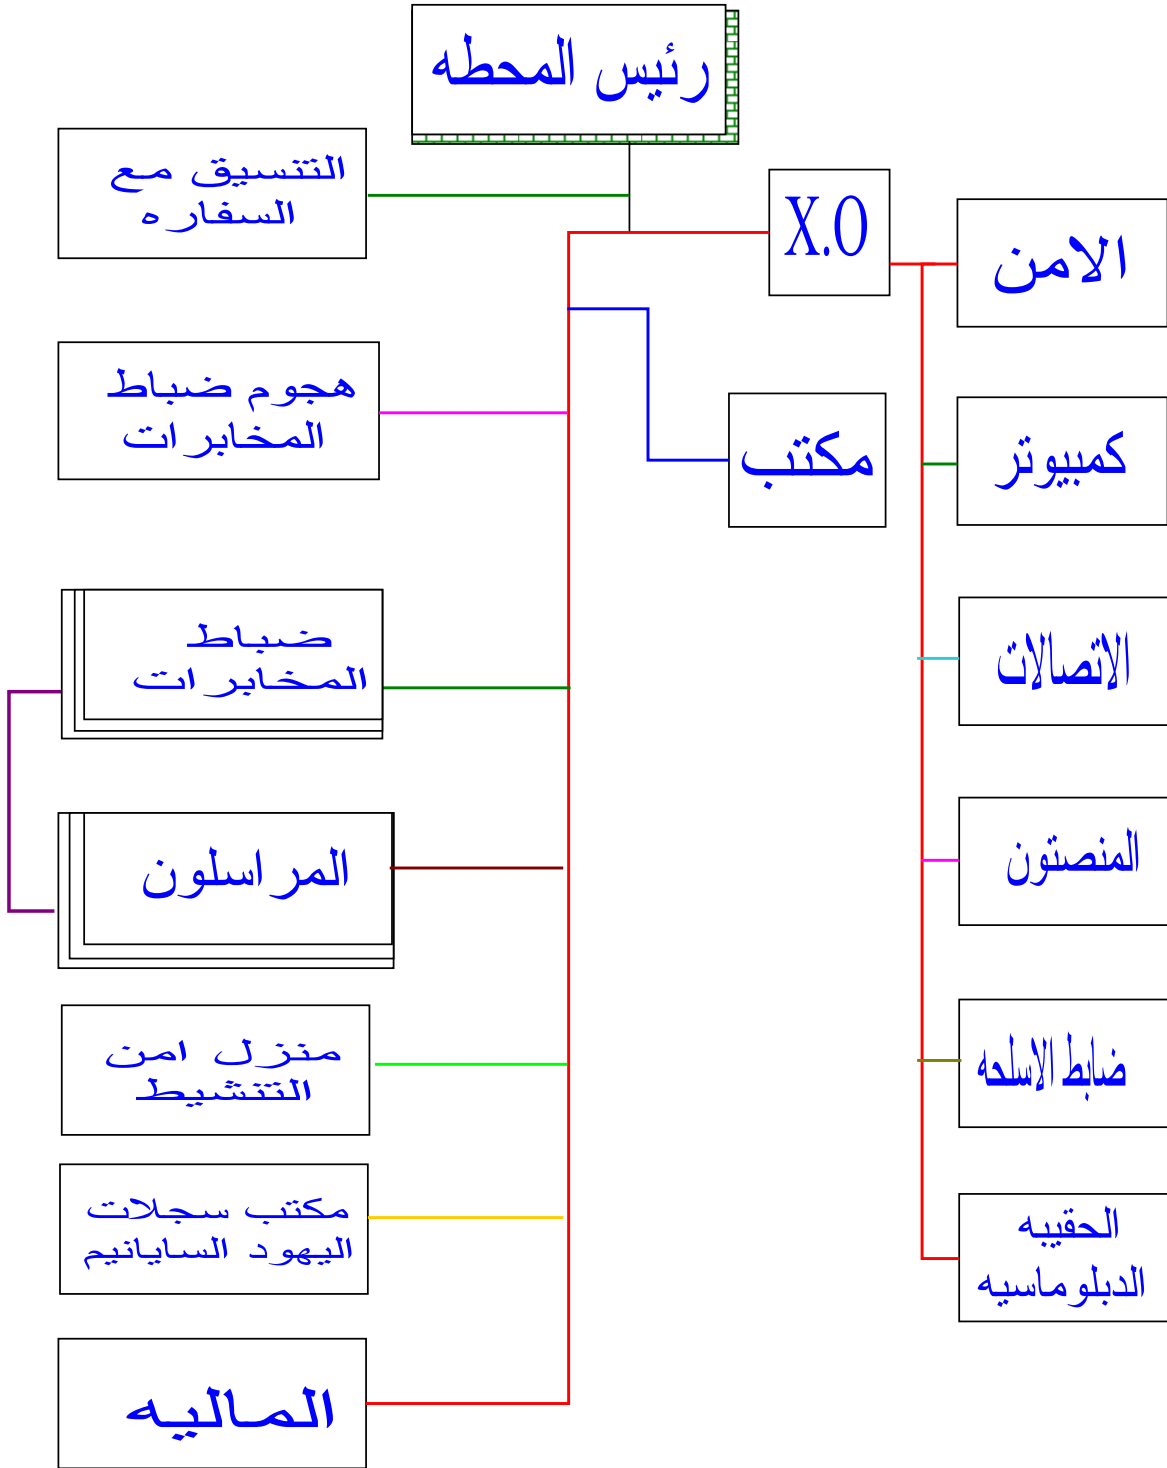 رئيس المحطه
التنسيق مع
السفاره
X.O
الامن
هجوم ضباط
المخابرات
مكتب
كمبيوتر
ضباط
المخابرات
الاتصالات
المراسلون
المنصتون
منزل امن
التنشيط
ضابط الاسلحه
مكتب سجلات
اليهود السايانيم
الحقيبه
الدبلوماسيه
الماليه